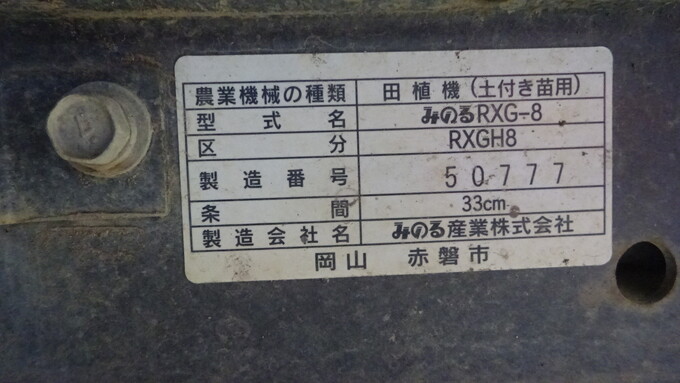 農業機械の種類 田植機(土付き苗用)
型式名 みのるRXG-8
区分 RXGH8
製造番号 50777
条間 33cm
製造会社名 みのる産業株式会社
岡山 赤磐市